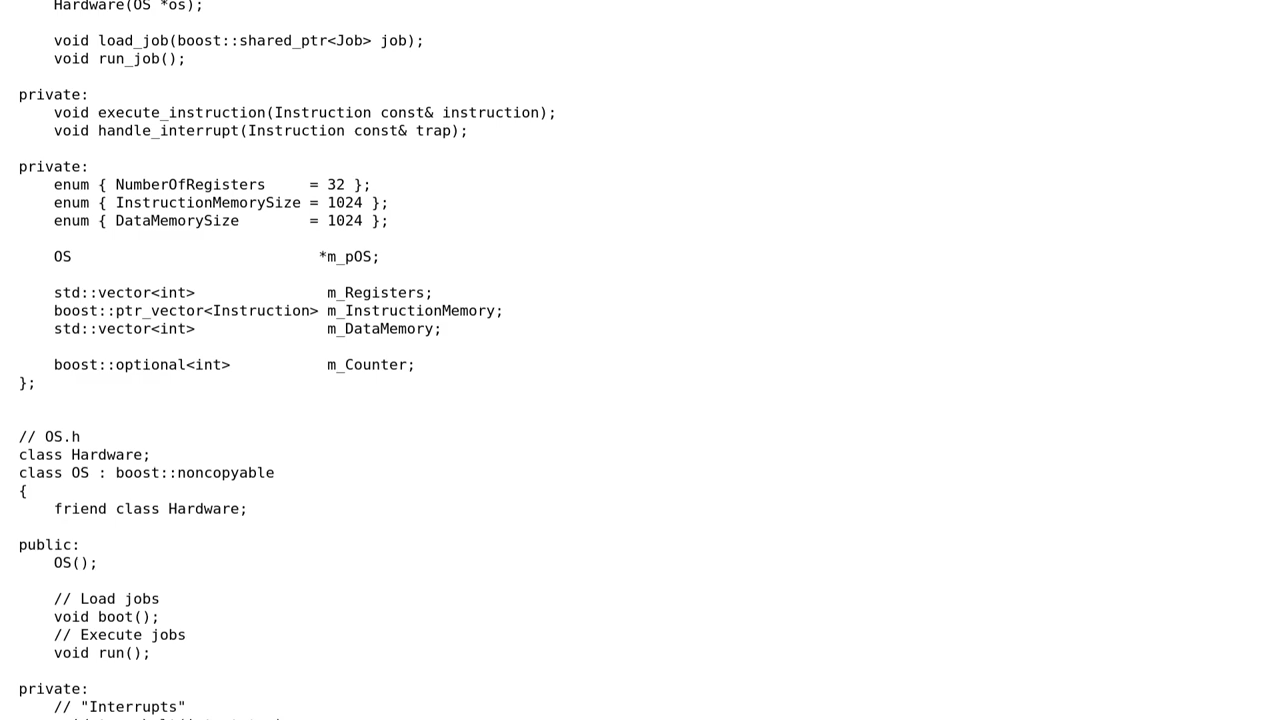 Hardware(OS *os);

    void load_job(boost::shared_ptr<Job> job);
    void run_job();

private:
    void execute_instruction(Instruction const& instruction);
    void handle_interrupt(Instruction const& trap);

private:
    enum { NumberOfRegisters     = 32 };
    enum { InstructionMemorySize = 1024 };
    enum { DataMemorySize        = 1024 };

    OS                            *m_pOS;

    std::vector<int>               m_Registers;
    boost::ptr_vector<Instruction> m_InstructionMemory;
    std::vector<int>               m_DataMemory;

    boost::optional<int>           m_Counter;
};


// OS.h
class Hardware;
class OS : boost::noncopyable
{
    friend class Hardware;

public:
    OS();

    // Load jobs
    void boot();
    // Execute jobs
    void run();

private:
    // "Interrupts"